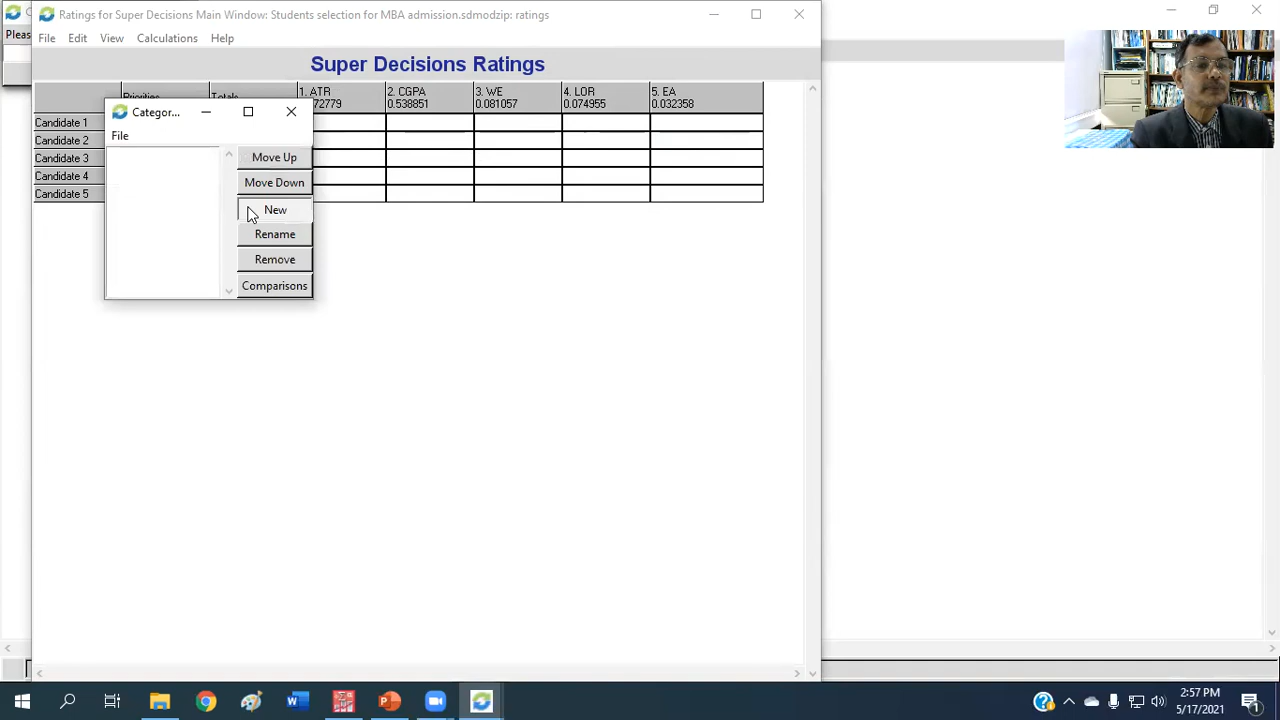 Ratings for Super Decisions Main Window: Students selection for MBA admission.sdmodzip: ratings
File Edit View Calculations Help
Super Decisions Ratings
Priorities Totals 1. ATR 2. CGPA 3. WE 4. LOR 5. EA
0.538851 0.081057 0.074955 0.032358
Candidate 1
Candidate 2
Candidate 3
Candidate 4
Candidate 5
Categor...
File
Move Up
Move Down
New
Rename
Remove
Comparisons
2:57 PM
5/17/2021